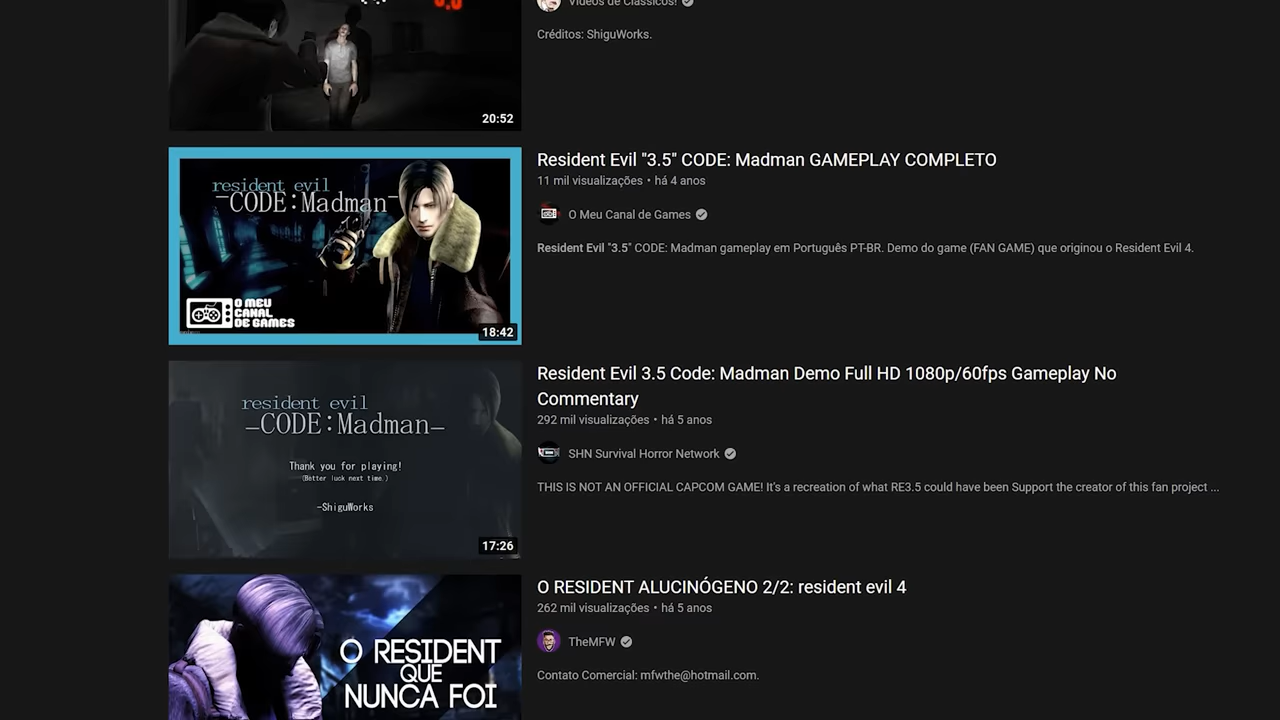 Vídeos de Clássicos!
Créditos: ShiguWorks.
20:52
resident evil
-CODE:Madman-
O MEU
CANAL
DE GAMES
18:42
Resident Evil "3.5" CODE: Madman GAMEPLAY COMPLETO
11 mil visualizações • há 4 anos
O Meu Canal de Games
Resident Evil "3.5" CODE: Madman gameplay em Português PT-BR. Demo do game (FAN GAME) que originou o Resident Evil 4.
resident evil
-CODE:Madman-
Thank you for playing!
(Better luck next time.)
-ShiguWorks
17:26
Resident Evil 3.5 Code: Madman Demo Full HD 1080p/60fps Gameplay No
Commentary
292 mil visualizações • há 5 anos
SHN Survival Horror Network
THIS IS NOT AN OFFICIAL CAPCOM GAME! It's a recreation of what RE3.5 could have been Support the creator of this fan project ...
O RESIDENT
QUE
NUNCA FOI
O RESIDENT ALUCINÓGENO 2/2: resident evil 4
262 mil visualizações • há 5 anos
TheMFW
Contato Comercial: mfwthe@hotmail.com.